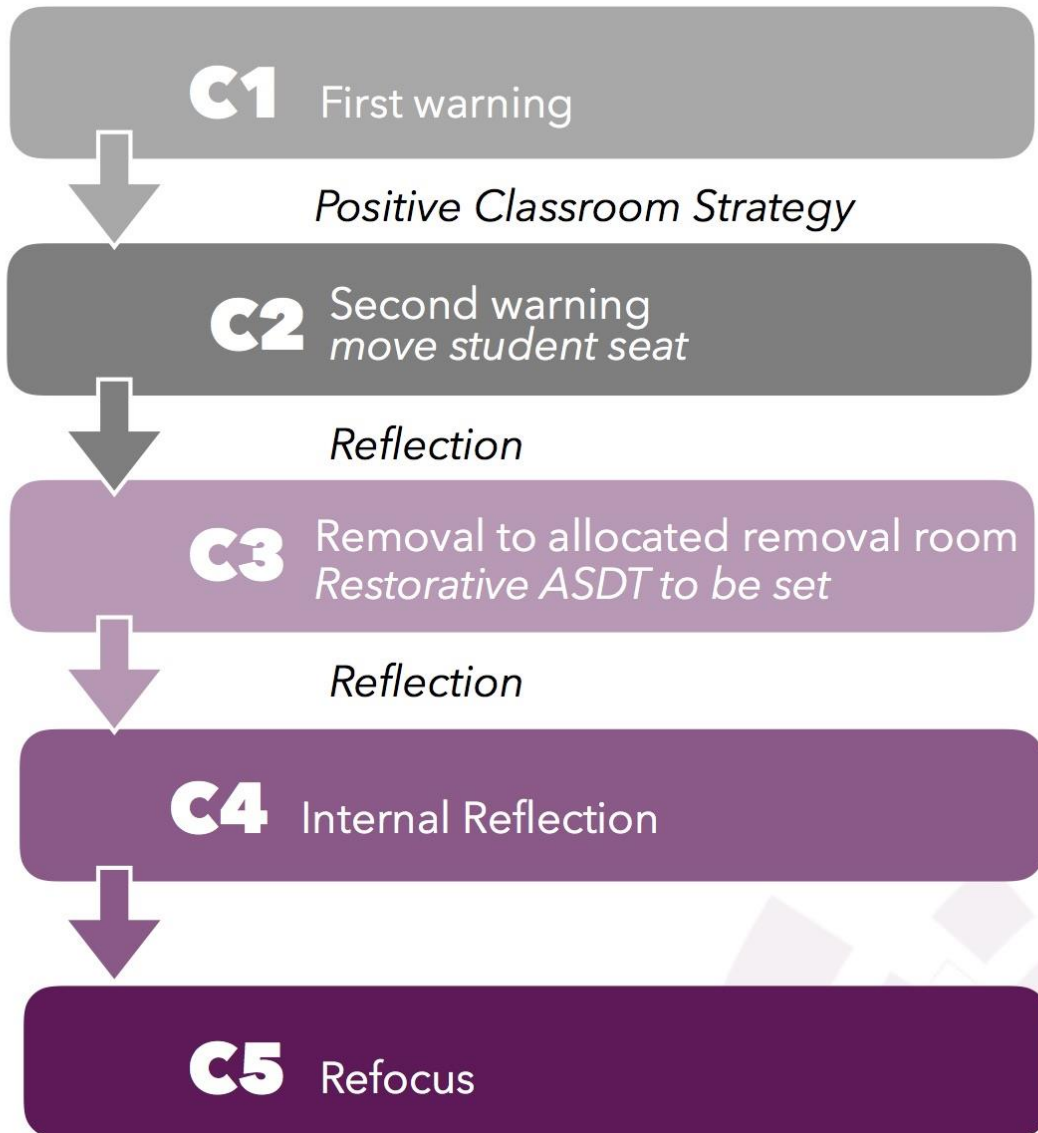 C1 First warning
Positive Classroom Strategy
C2 Second warning
move student seat
Reflection
C3 Removal to allocated removal room
Restorative ASDT to be set
Reflection
C4 Internal Reflection
C5 Refocus